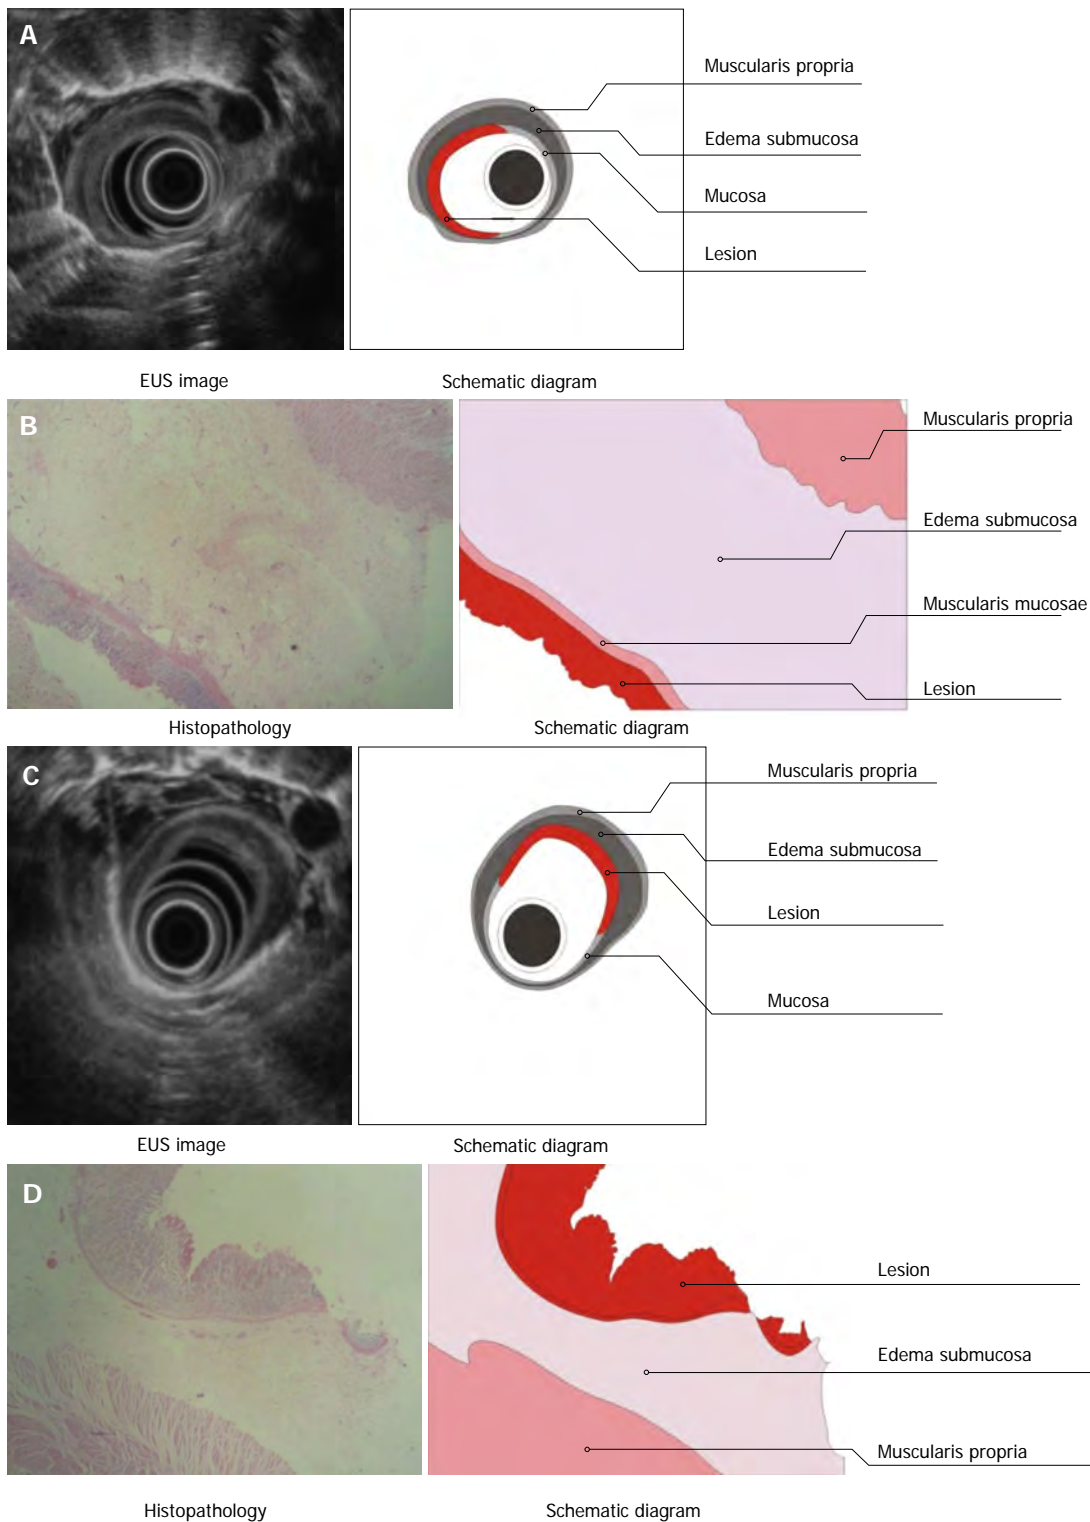 A
Muscularis propria
Edema submucosa
Mucosa
Lesion
EUS image
Schematic diagram
B
Muscularis propria
Edema submucosa
Muscularis mucosae
Lesion
Histopathology
Schematic diagram
C
Muscularis propria
Edema submucosa
Lesion
Mucosa
EUS image
Schematic diagram
D
Lesion
Edema submucosa
Muscularis propria
Histopathology
Schematic diagram